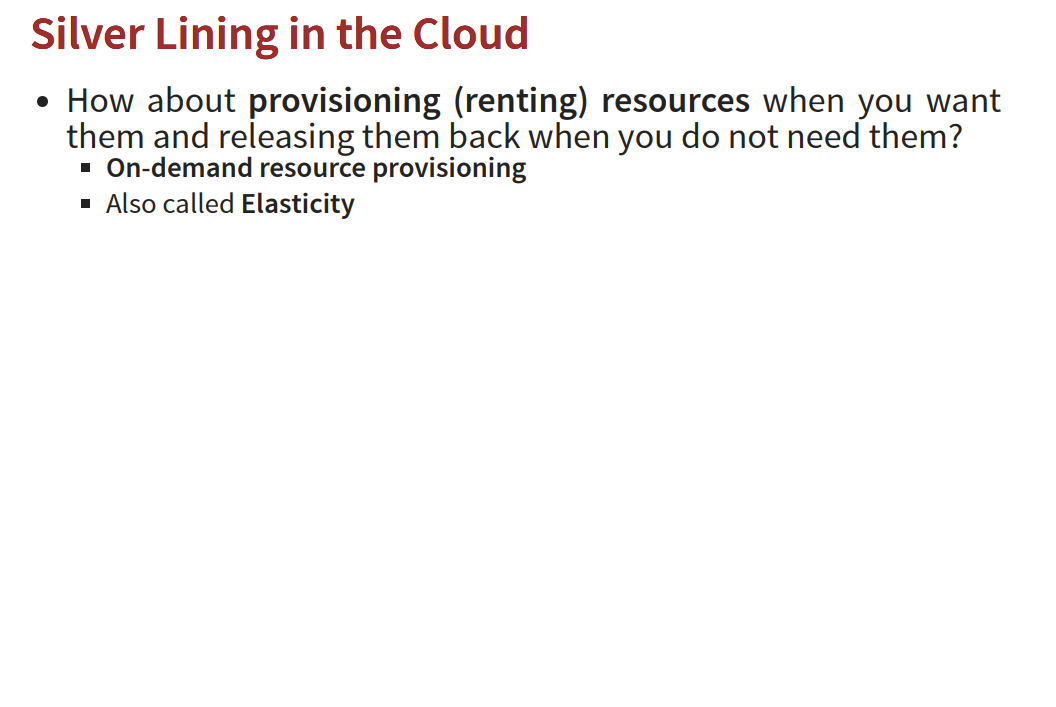 Silver Lining in the Cloud
• How about provisioning (renting) resources when you want
them and releasing them back when you do not need them?
▪ On-demand resource provisioning
▪ Also called Elasticity